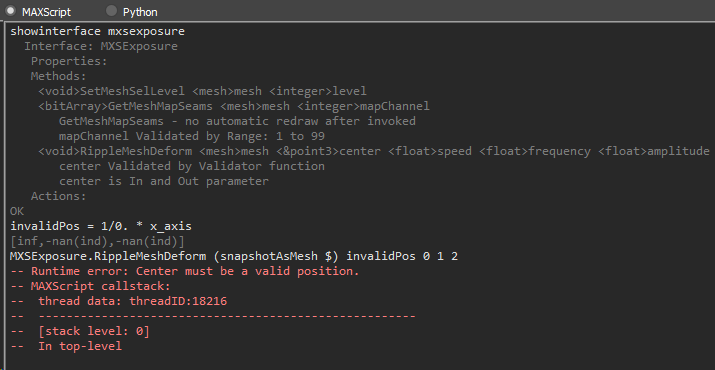 MAXScript Python
showinterface mxsexposure
Interface: MXSExposure
Properties:
Methods:
<void>SetMeshSelLevel <mesh>mesh <integer>level
<bitArray>GetMeshMapSeams <mesh>mesh <integer>mapChannel
GetMeshMapSeams - no automatic redraw after invoked
mapChannel Validated by Range: 1 to 99
<void>RippleMeshDeform <mesh>mesh <&point3>center <float>speed <float>frequency <float>amplitude
center Validated by Validator function
center is In and Out parameter
Actions:
OK
invalidPos = 1/0. * x_axis
[inf,-nan(ind),-nan(ind)]
MXSExposure.RippleMeshDeform (snapshotAsMesh $) invalidPos 0 1 2
-- Runtime error: Center must be a valid position.
-- MAXScript callstack:
-- thread data: threadID:18216
-- ------------------------------------------------------
-- [stack level: 0]
-- In top-level